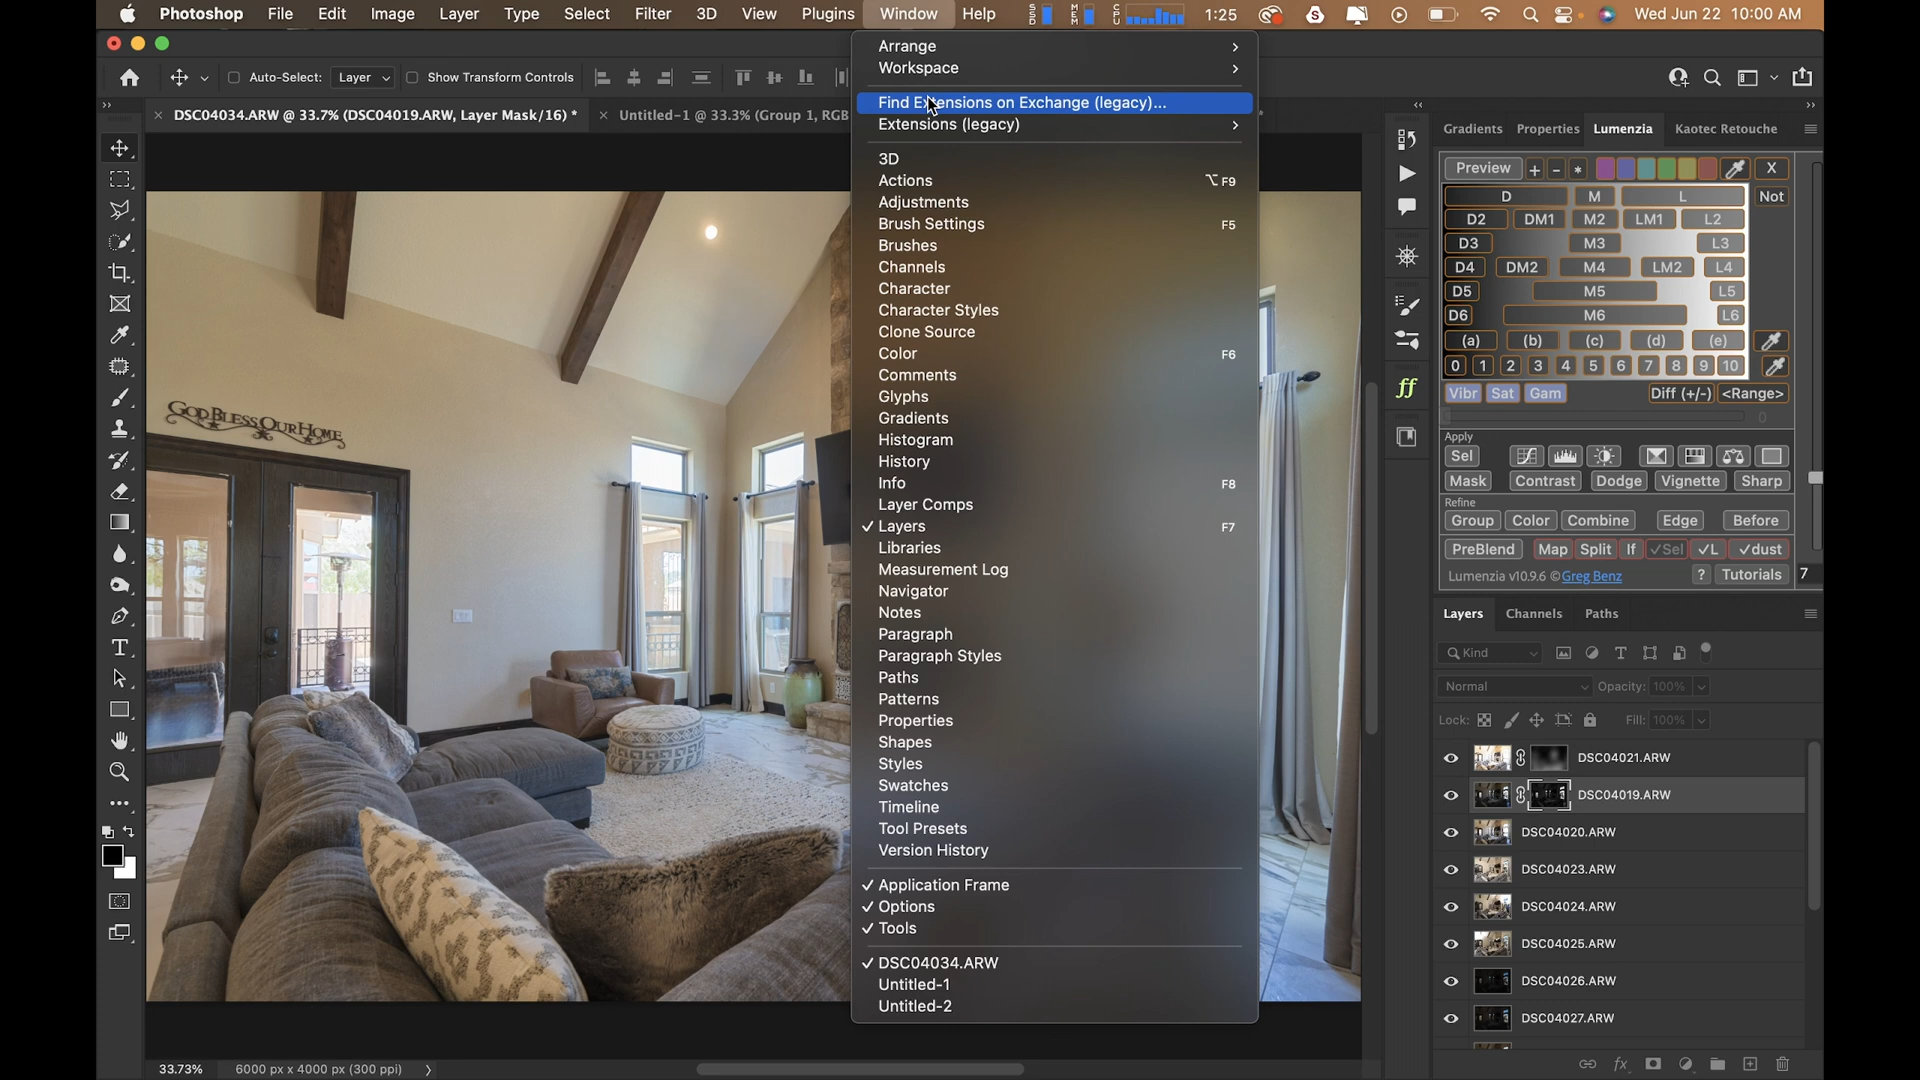 Photoshop File Edit Image Layer Type Select Filter 3D View Plugins Window Help 1:25 Wed Jun 22 10:00 AM
Auto-Select: Layer Show Transform Controls
DSC04034.ARW @ 33.7% (DSC04019.ARW, Layer Mask/16) * Untitled-1 @ 33.3% (Group 1, RGB
Arrange
Workspace
Find Extensions on Exchange (legacy)...
Extensions (legacy)
3D
Actions ⌥F9
Adjustments
Brush Settings F5
Brushes
Channels
Character
Character Styles
Clone Source
Color F6
Comments
Glyphs
Gradients
Histogram
History
Info F8
Layer Comps
✓ Layers F7
Libraries
Measurement Log
Navigator
Notes
Paragraph
Paragraph Styles
Paths
Patterns
Properties
Shapes
Styles
Swatches
Timeline
Tool Presets
Version History
✓ Application Frame
✓ Options
✓ Tools
✓ DSC04034.ARW
Untitled-1
Untitled-2
GOD BLESS OUR HOME
Gradients Properties Lumenzia Kaotec Retouche
Preview + - * X
D M L Not
D2 DM1 M2 LM1 L2
D3 M3 L3
D4 DM2 M4 LM2 L4
D5 M5 L5
D6 M6 L6
(a) (b) (c) (d) (e)
0 1 2 3 4 5 6 7 8 9 10
Vibr Sat Gam Diff (+/-) <Range>
0
Apply
Sel
Mask Contrast Dodge Vignette Sharp
Refine
Group Color Combine Edge Before
PreBlend Map Split If ✓Sel ✓L ✓dust
Lumenzia v10.9.6 © Greg Benz ? Tutorials 7
Layers Channels Paths
Kind
Normal Opacity: 100%
Lock: Fill: 100%
DSC04021.ARW
DSC04019.ARW
DSC04020.ARW
DSC04023.ARW
DSC04024.ARW
DSC04025.ARW
DSC04026.ARW
DSC04027.ARW
33.73% 6000 px x 4000 px (300 ppi)